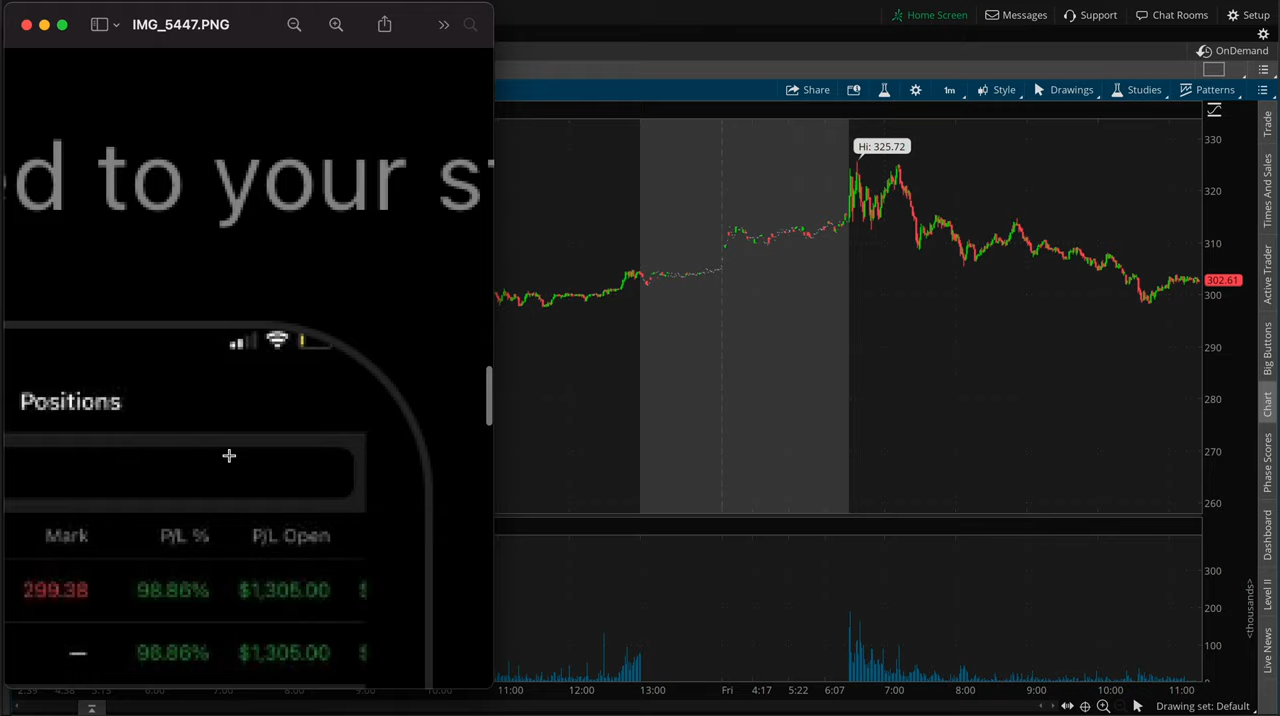 IMG_5447.PNG
ed to your s
Positions
Mark P/L % P/L Open
299.38 98.86% $1,305.00 $
— 98.86% $1,305.00
Home Screen Messages Support Chat Rooms Setup
OnDemand
Share 1m Style Drawings Studies Patterns
Hi: 325.72
330
320
310
302.61
300
290
280
270
260
300
200
100
<thousands>
11:00 12:00 13:00 Fri 4:17 5:22 6:07 7:00 8:00 9:00 10:00 11:00
Drawing set: Default
Trade
Times And Sales
Active Trader
Big Buttons
Chart
Phase Scores
Dashboard
Level II
Live News